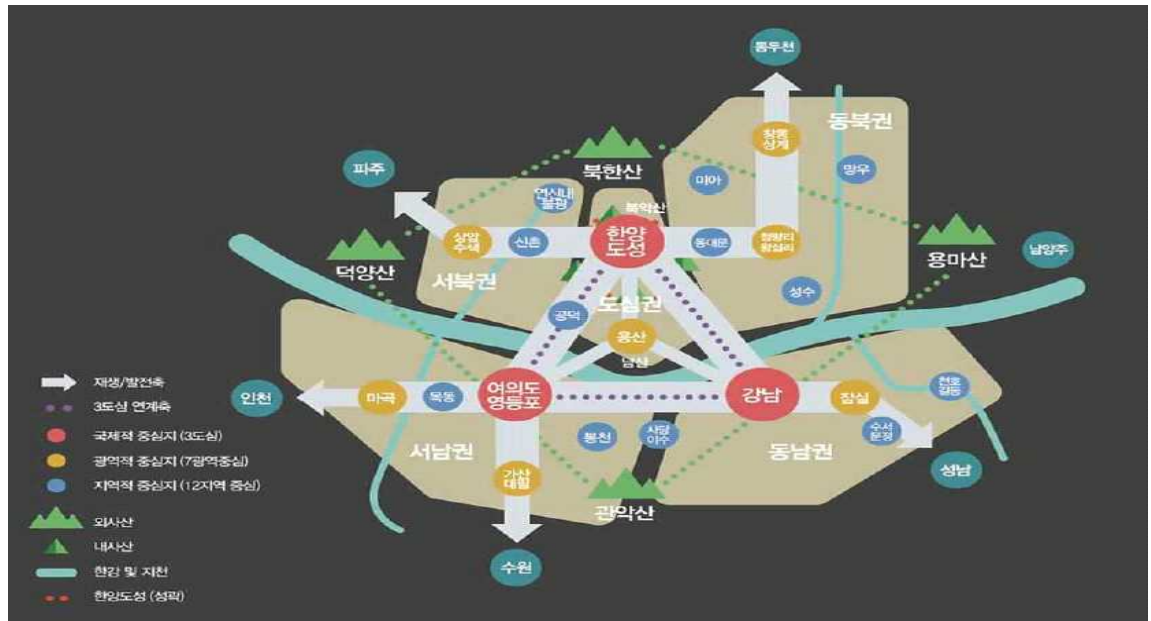 동두천
창동
상계
동북권
북한산
파주
미아
망우
연신내
불광
북악산
상암
수색
신촌
한양
도성
동대문
청량리
왕십리
용마산
남양주
덕양산
서북권
성수
도심권
공덕
용산
남산
인천
마곡
목동
여의도
영등포
강남
잠실
천호
길동
수서
문정
봉천
사당
이수
서남권
동남권
성남
가산
대림
관악산
수원
재생/발전축
3도심 연계축
국제적 중심지 (3도심)
광역적 중심지 (7광역중심)
지역적 중심지 (12지역 중심)
외사산
내사산
한강 및 지천
한양도성 (성곽)